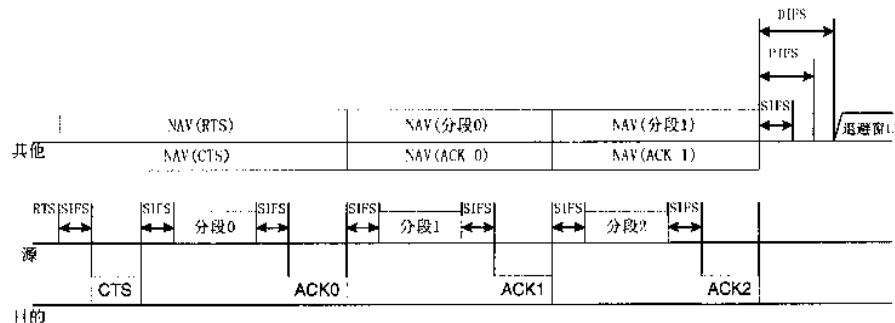 DIFS
PIFS
SIFS
NAV(RTS) NAV(分段0) NAV(分段1) 退避窗口
其他
NAV(CTS) NAV(ACK 0) NAV(ACK 1)
RTS SIFS SIFS SIFS SIFS SIFS SIFS SIFS
分段0 分段1 分段2
源
CTS ACK0 ACK1 ACK2
目的